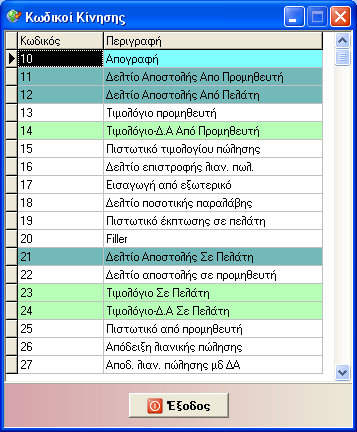 Κωδικοί Κίνησης
Κωδικός Περιγραφή
10 Απογραφή
11 Δελτίο Αποστολής Απο Προμηθευτή
12 Δελτίο Αποστολής Από Πελάτη
13 Τιμολόγιο προμηθευτή
14 Τιμολόγιο-Δ.Α Από Προμηθευτή
15 Πιστωτικό τιμολογίου πώλησης
16 Δελτίο επιστροφής λιαν. πωλ.
17 Εισαγωγή από εξωτερικό
18 Δελτίο ποσοτικής παραλάβης
19 Πιστωτικό έκπτωσης σε πελάτη
20 Filler
21 Δελτίο Αποστολής Σε Πελάτη
22 Δελτίο αποστολής σε προμηθευτή
23 Τιμολόγιο Σε Πελάτη
24 Τιμολόγιο-Δ.Α Σε Πελάτη
25 Πιστωτικό από προμηθευτή
26 Απόδειξη λιανικής πώλησης
27 Αποδ. λιαν. πώλησης μδ ΔΑ
Έξοδος